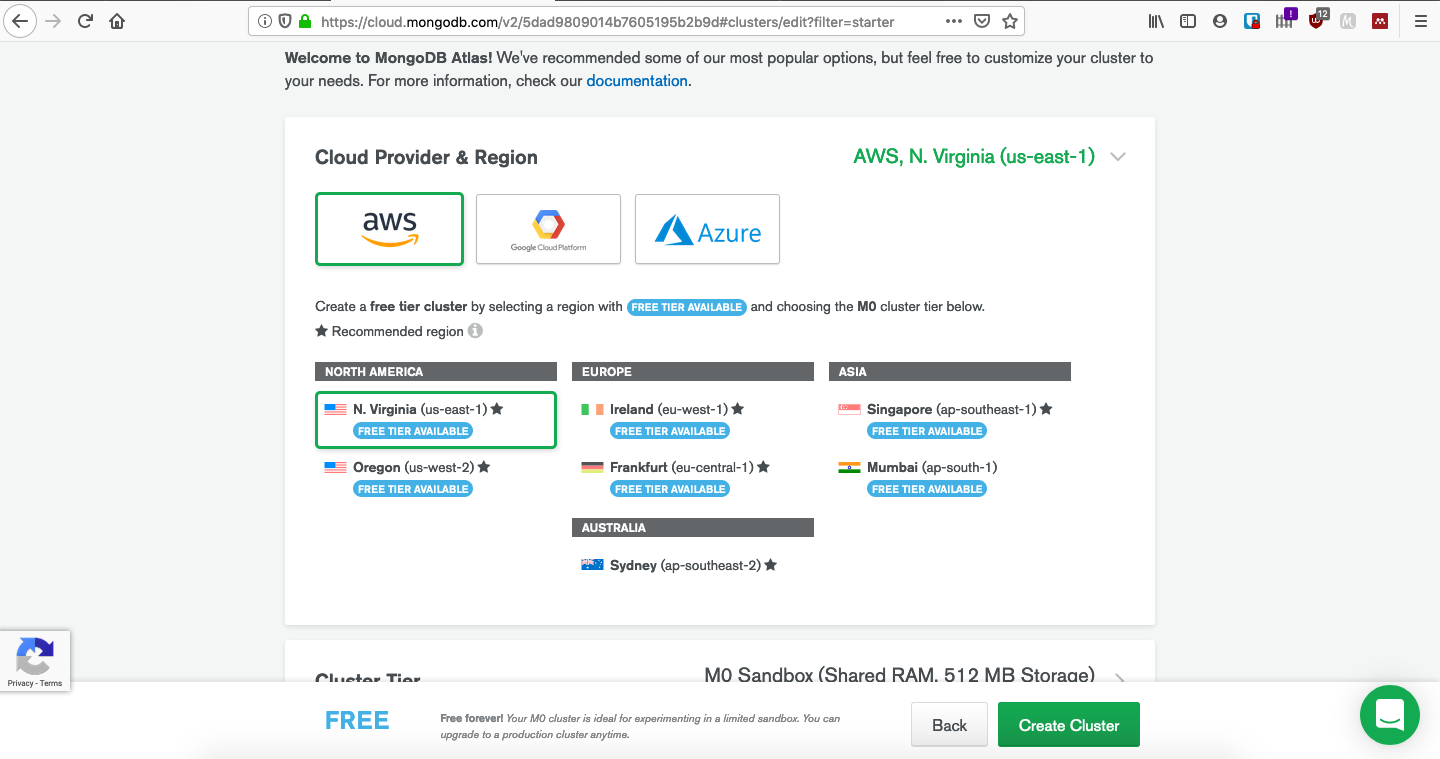 https://cloud.mongodb.com/v2/5dad9809014b7605195b2b9d#clusters/edit?filter=starter
12
Welcome to MongoDB Atlas! We've recommended some of our most popular options, but feel free to customize your cluster to
your needs. For more information, check our documentation.
Cloud Provider & Region
AWS, N. Virginia (us-east-1)
aws
Google Cloud Platform
Azure
Create a free tier cluster by selecting a region with FREE TIER AVAILABLE and choosing the M0 cluster tier below.
★ Recommended region
NORTH AMERICA
N. Virginia (us-east-1) ★
FREE TIER AVAILABLE
Oregon (us-west-2) ★
FREE TIER AVAILABLE
EUROPE
Ireland (eu-west-1) ★
FREE TIER AVAILABLE
Frankfurt (eu-central-1) ★
FREE TIER AVAILABLE
AUSTRALIA
Sydney (ap-southeast-2) ★
ASIA
Singapore (ap-southeast-1) ★
FREE TIER AVAILABLE
Mumbai (ap-south-1)
FREE TIER AVAILABLE
Cluster Tier
M0 Sandbox (Shared RAM, 512 MB Storage)
Privacy - Terms
FREE
Free forever! Your M0 cluster is ideal for experimenting in a limited sandbox. You can
upgrade to a production cluster anytime.
Back
Create Cluster